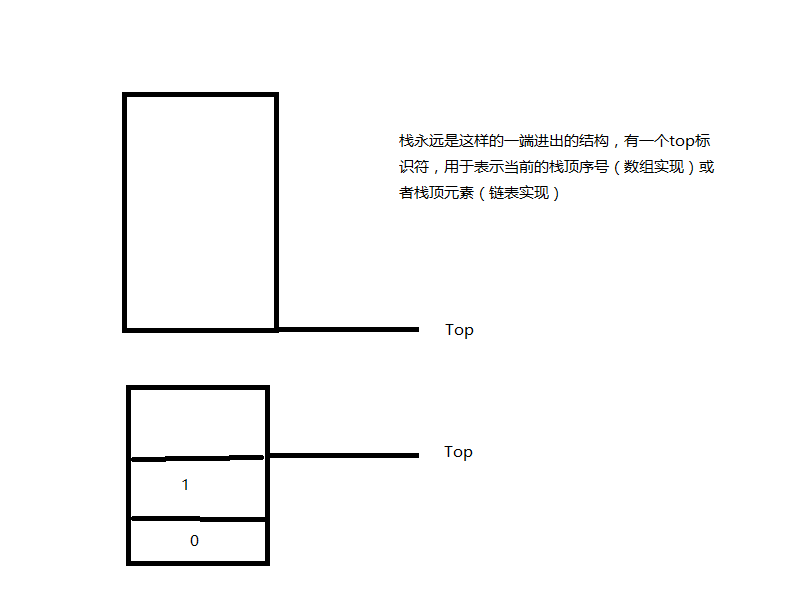 栈永远是这样的一端进出的结构，有一个top标
识符，用于表示当前的栈顶序号（数组实现）或
者栈顶元素（链表实现）
Top
Top
1
0